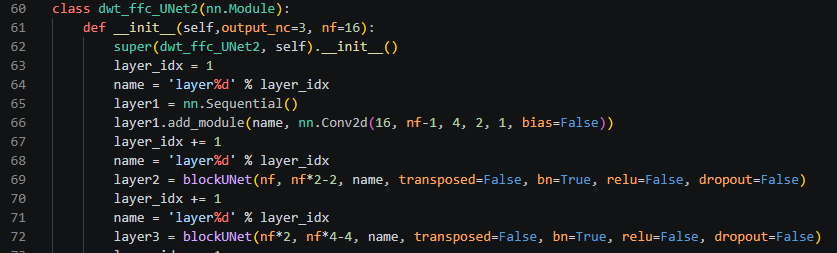 60 class dwt_ffc_UNet2(nn.Module):
61     def __init__(self,output_nc=3, nf=16):
62         super(dwt_ffc_UNet2, self).__init__()
63         layer_idx = 1
64         name = 'layer%d' % layer_idx
65         layer1 = nn.Sequential()
66         layer1.add_module(name, nn.Conv2d(16, nf-1, 4, 2, 1, bias=False))
67         layer_idx += 1
68         name = 'layer%d' % layer_idx
69         layer2 = blockUNet(nf, nf*2-2, name, transposed=False, bn=True, relu=False, dropout=False)
70         layer_idx += 1
71         name = 'layer%d' % layer_idx
72         layer3 = blockUNet(nf*2, nf*4-4, name, transposed=False, bn=True, relu=False, dropout=False)